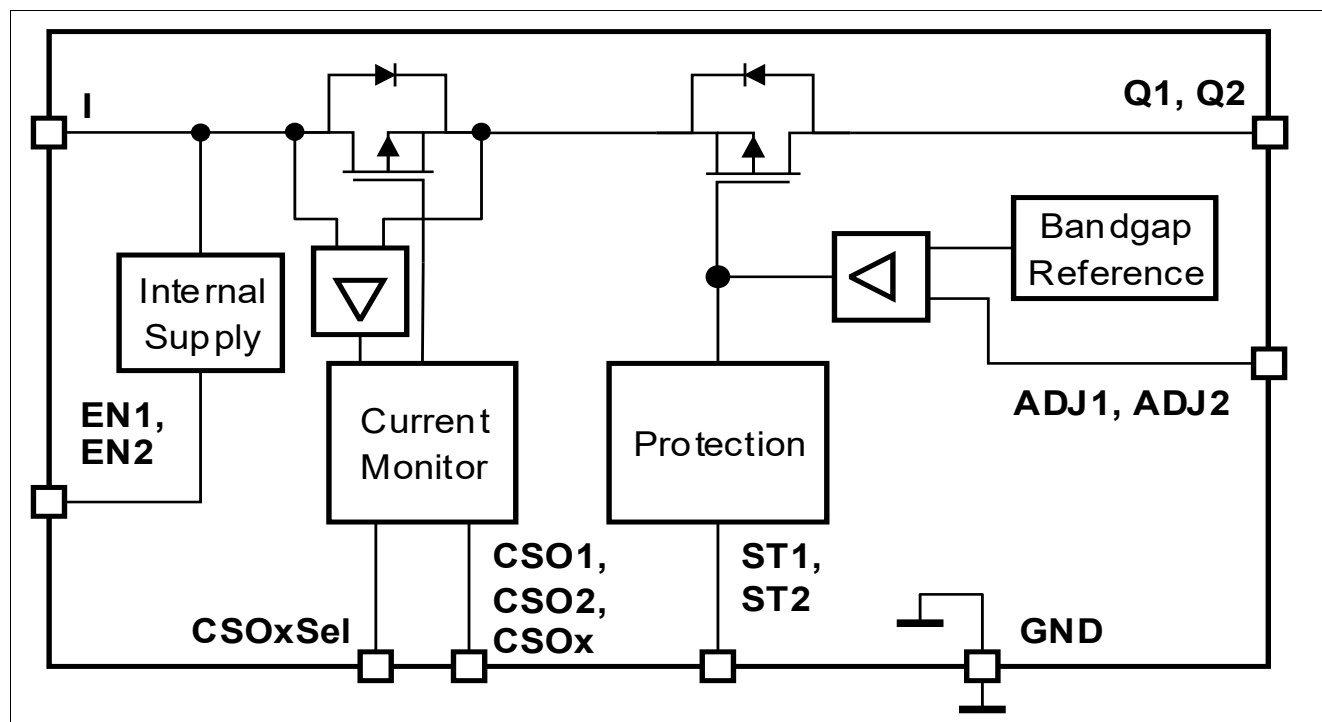 I
Q1, Q2
Bandgap
Reference
Internal
Supply
EN1,
EN2
Current
Monitor
Protection
ADJ1, ADJ2
CSO1,
CSO2,
CSOx
ST1,
ST2
CSOxSel
GND